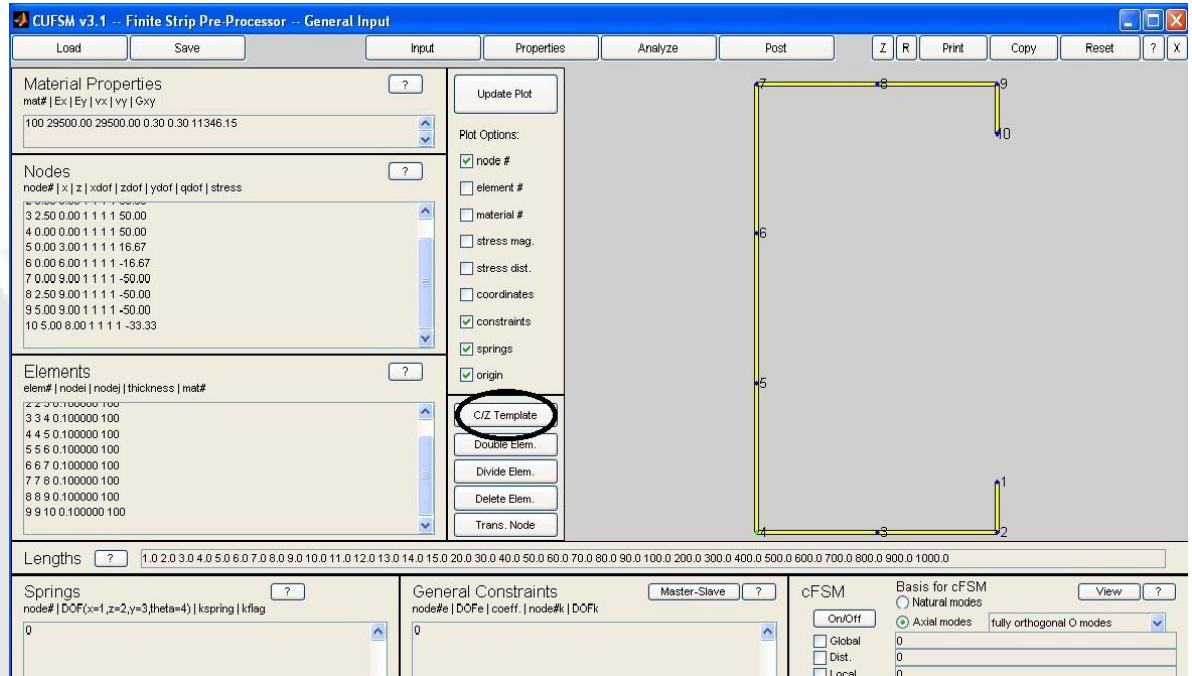 CUFSM v3.1 -- Finite Strip Pre-Processor -- General Input
Load Save Input Properties Analyze Post Z R Print Copy Reset ? X
Material Properties ?
mat# | Ex | Ey | vx | vy | Gxy
100 29500.00 29500.00 0.30 0.30 11346.15
Nodes ?
node# | x | z | xdof | zdof | ydof | qdof | stress
3 2.50 0.00 1 1 1 1 50.00
4 0.00 0.00 1 1 1 1 50.00
5 0.00 3.00 1 1 1 1 16.67
6 0.00 6.00 1 1 1 1 -16.67
7 0.00 9.00 1 1 1 1 -50.00
8 2.50 9.00 1 1 1 1 -50.00
9 5.00 9.00 1 1 1 1 -50.00
10 5.00 8.00 1 1 1 1 -33.33
Elements ?
elem# | nodei | nodej | thickness | mat#
2 2 3 0.100000 100
3 3 4 0.100000 100
4 4 5 0.100000 100
5 5 6 0.100000 100
6 6 7 0.100000 100
7 7 8 0.100000 100
8 8 9 0.100000 100
9 9 10 0.100000 100
Update Plot
Plot Options:
node #
element #
material #
stress mag.
stress dist.
coordinates
constraints
springs
origin
C/Z Template
Double Elem.
Divide Elem.
Delete Elem.
Trans. Node
7 8 9
10
6
5
1
4 3 2
Lengths ? 1.0 2.0 3.0 4.0 5.0 6.0 7.0 8.0 9.0 10.0 11.0 12.0 13.0 14.0 15.0 20.0 30.0 40.0 50.0 60.0 70.0 80.0 90.0 100.0 200.0 300.0 400.0 500.0 600.0 700.0 800.0 900.0 1000.0
Springs ?
node# | DOF(x=1,z=2,y=3,theta=4) | kspring | kflag
0
General Constraints Master-Slave ?
node#e | DOFe | coeff. | node#k | DOFk
0
cFSM Basis for cFSM View ?
Natural modes
On/Off Axial modes fully orthogonal O modes
Global 0
Dist. 0
Local 0